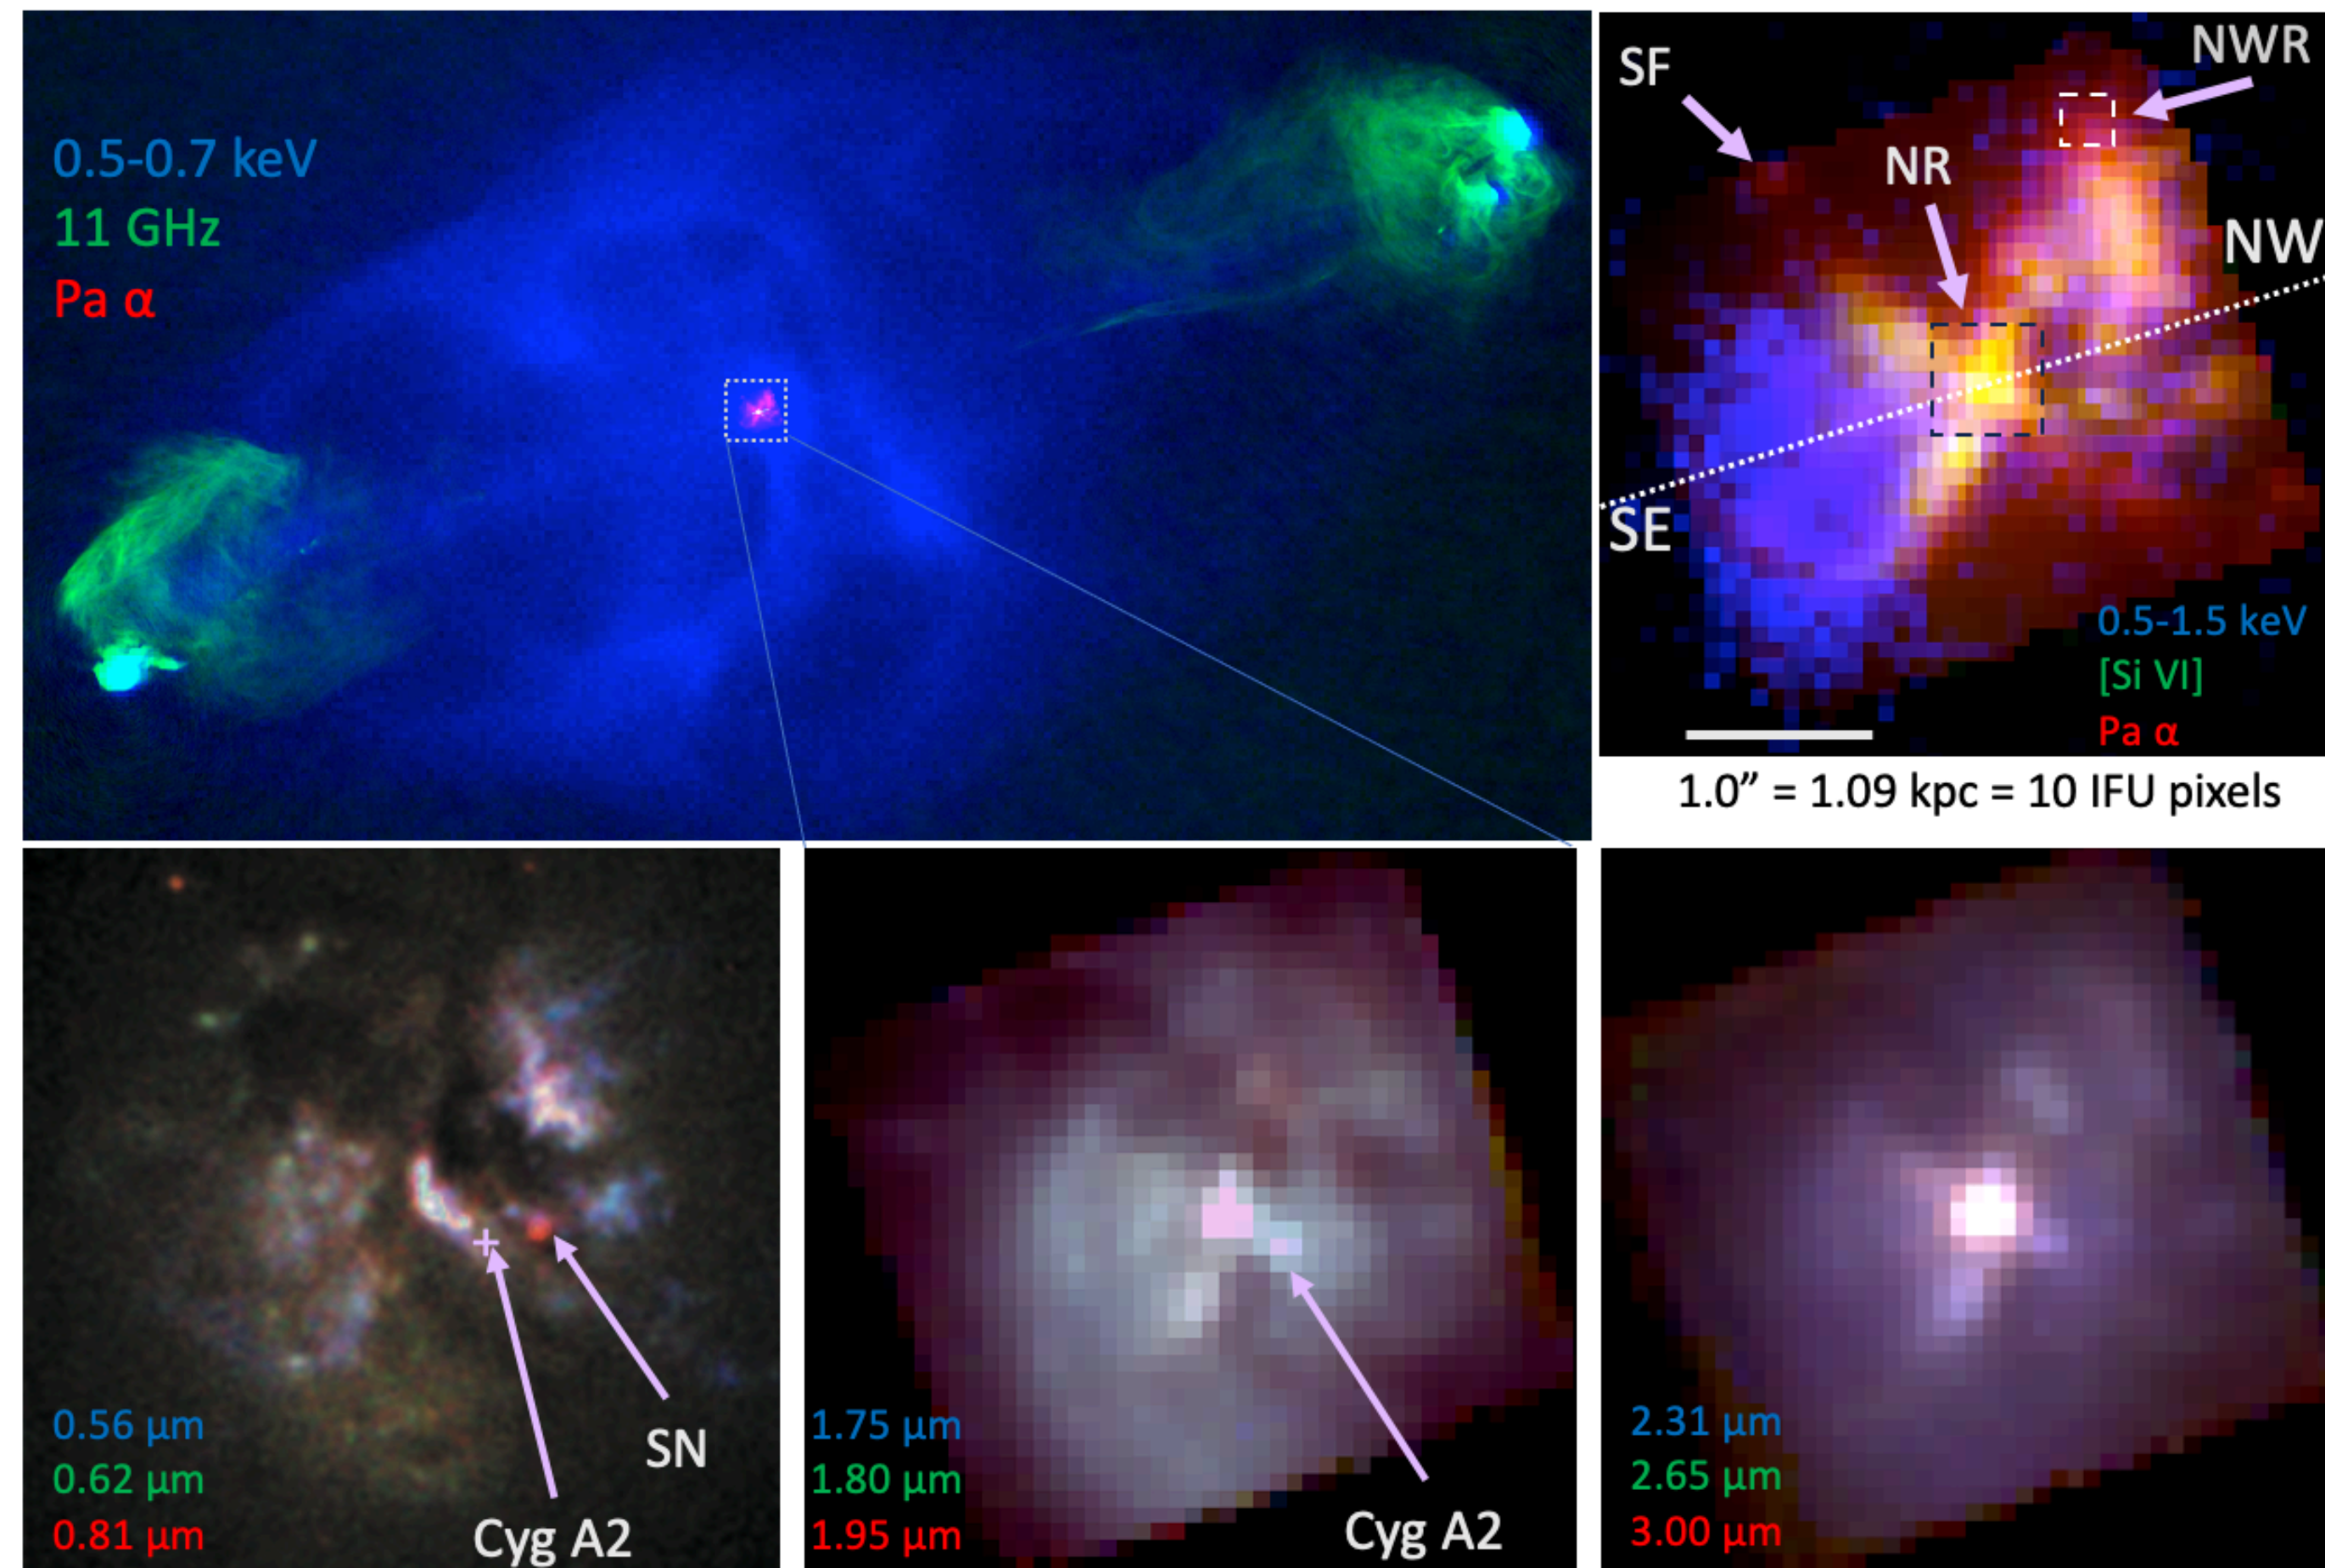 0.5-0.7 keV
11 GHz
Pa α
SF
NWR
NR
NW
SE
0.5-1.5 keV
[Si VI]
Pa α
1.0” = 1.09 kpc = 10 IFU pixels
0.56 µm
0.62 µm
0.81 µm
SN
Cyg A2
1.75 µm
1.80 µm
1.95 µm
Cyg A2
2.31 µm
2.65 µm
3.00 µm